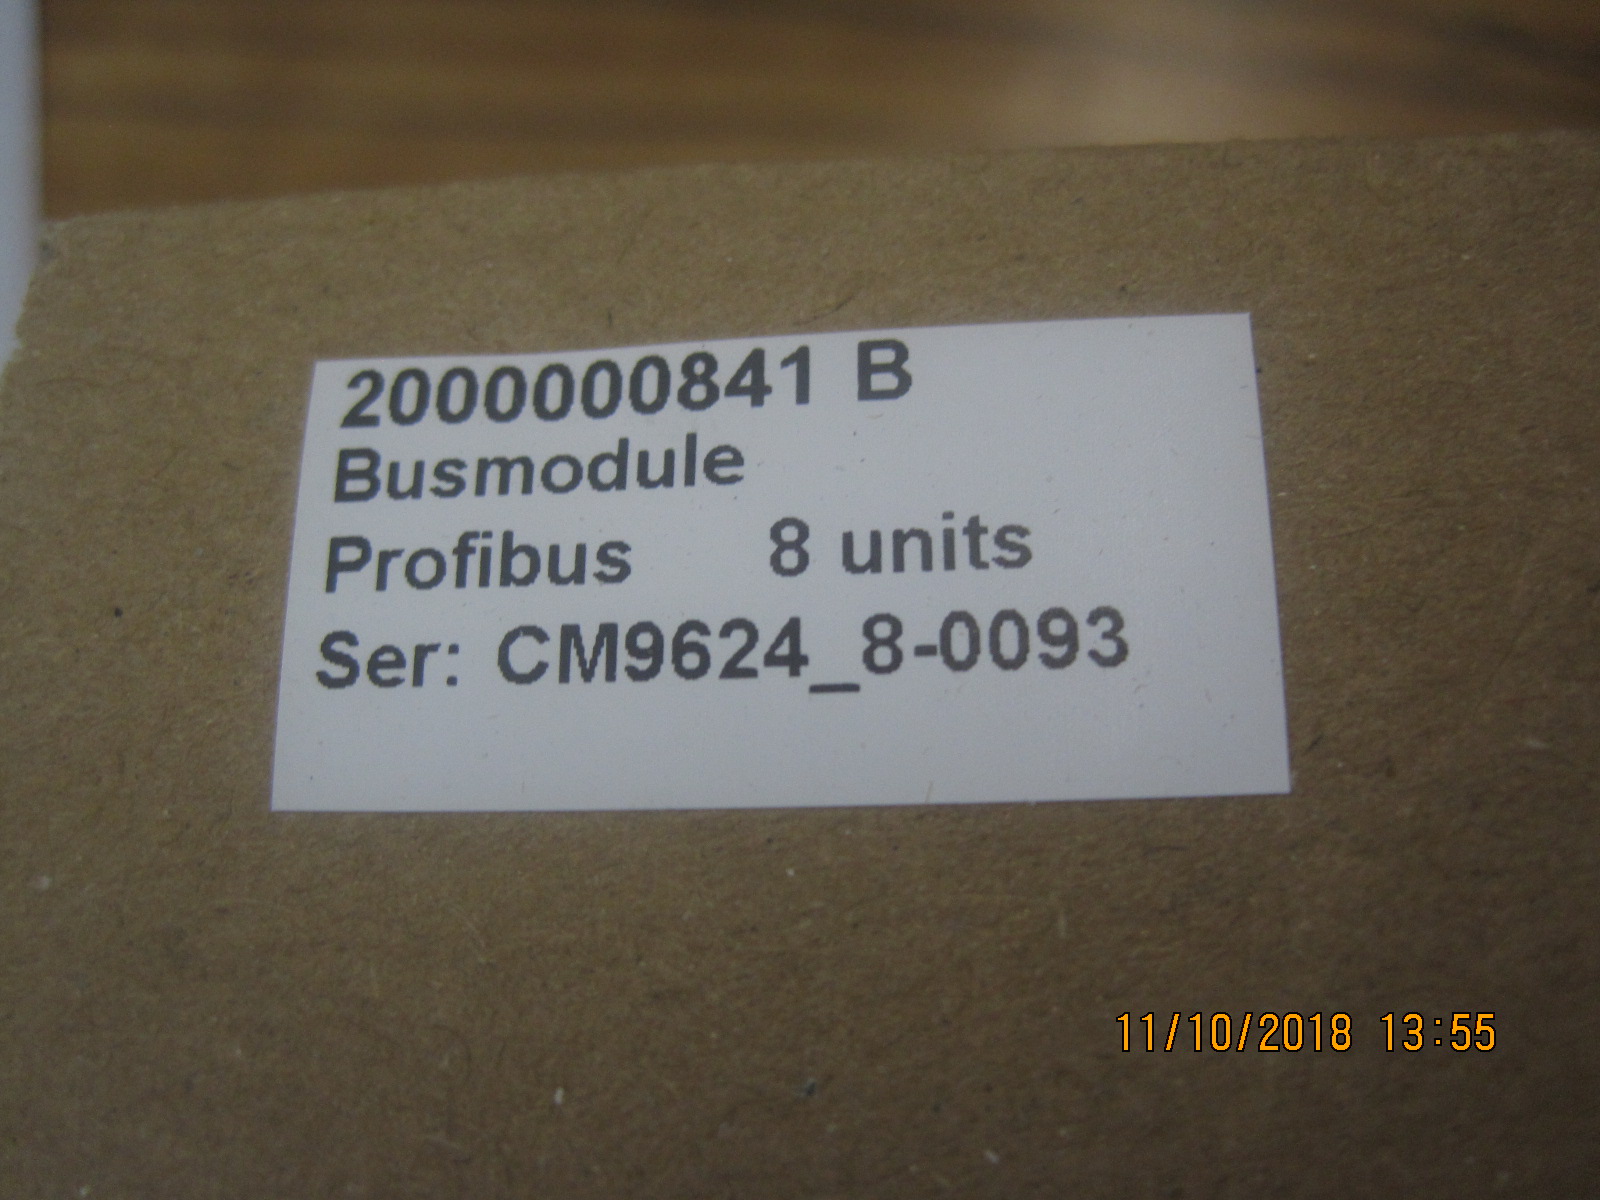 2000000841 B
Busmodule
Profibus 8 units
Ser: CM9624_8-0093
11/10/2018 13:55